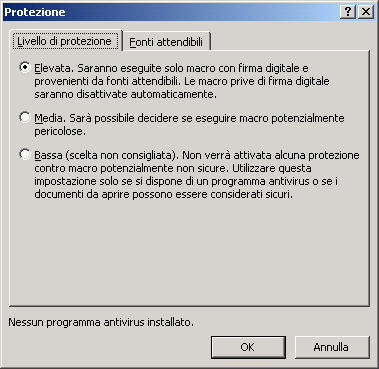 Protezione
Livello di protezione
Fonti attendibili
Elevata. Saranno eseguite solo macro con firma digitale e
provenienti da fonti attendibili. Le macro prive di firma digitale
saranno disattivate automaticamente.
Media. Sarà possibile decidere se eseguire macro potenzialmente
pericolose.
Bassa (scelta non consigliata). Non verrà attivata alcuna protezione
contro macro potenzialmente non sicure. Utilizzare questa
impostazione solo se si dispone di un programma antivirus o se i
documenti da aprire possono essere considerati sicuri.
Nessun programma antivirus installato.
OK
Annulla